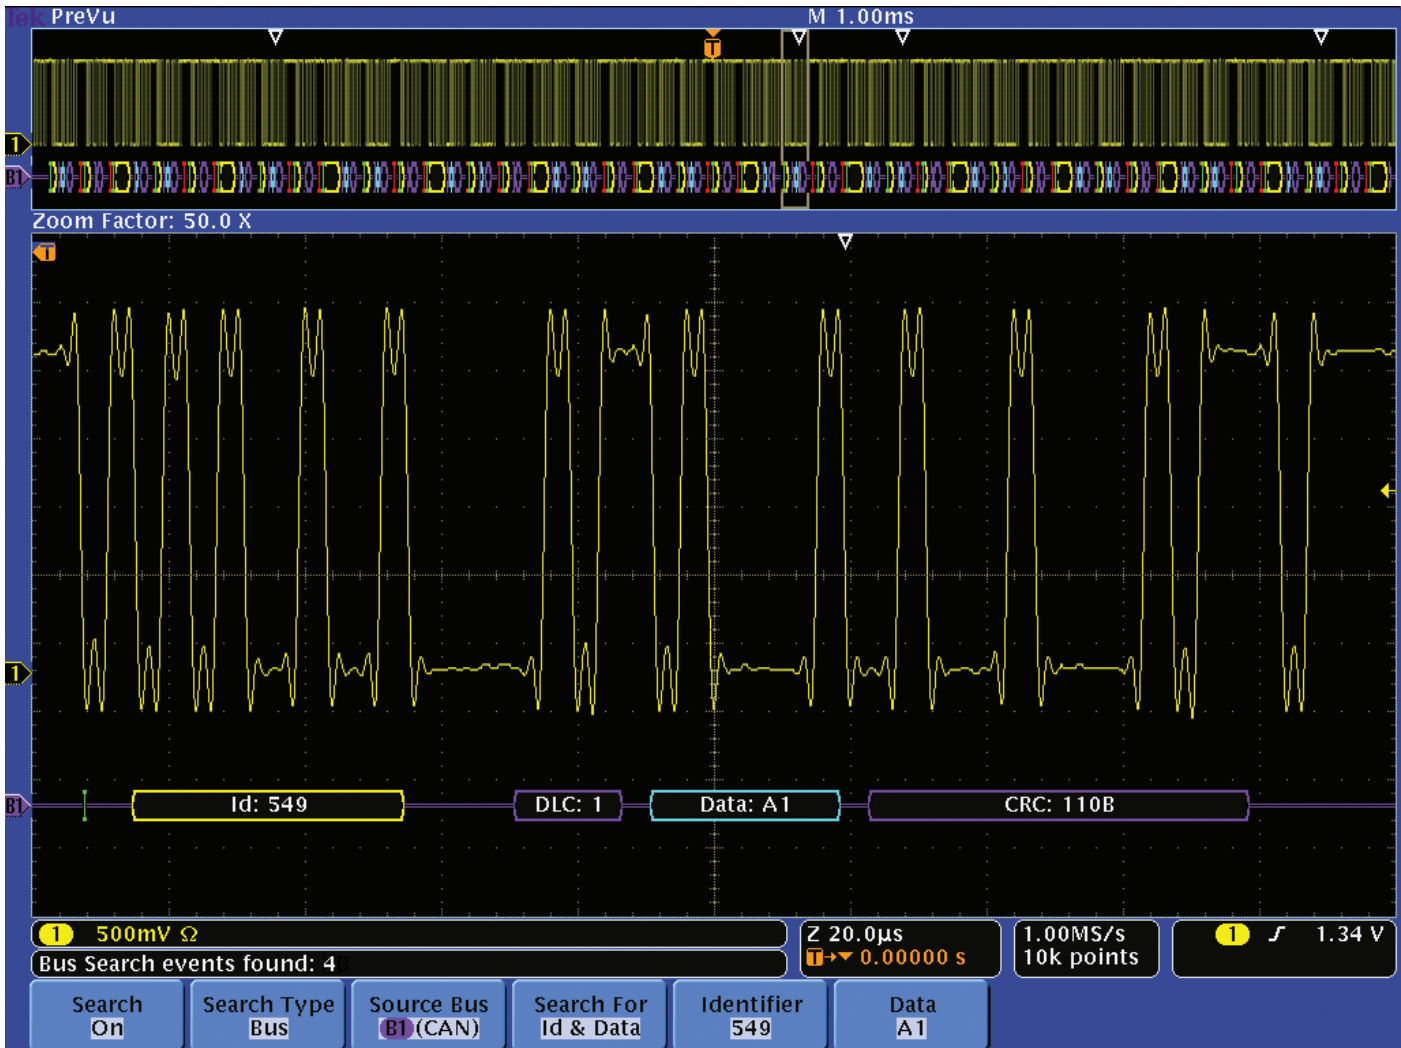 Tek PreVu M 1.00ms
T
1
B1
Zoom Factor: 50.0 X
T
1
B1 Id: 549 DLC: 1 Data: A1 CRC: 110B
1 500mV Ω Z 20.0µs 1.00MS/s 1 1.34 V
T→▼ 0.00000 s 10k points
Bus Search events found: 4
Search Search Type Source Bus Search For Identifier Data
On Bus B1 (CAN) Id & Data 549 A1